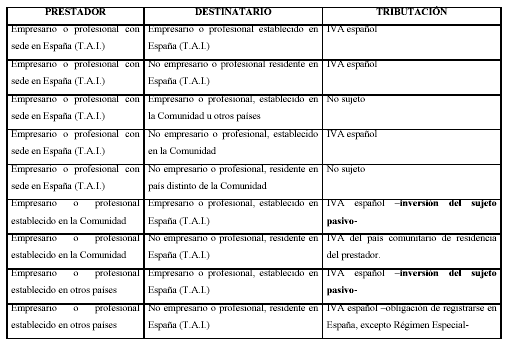 PRESTADOR DESTINATARIO TRIBUTACIÓN
Empresario o profesional con Empresario o profesional establecido en IVA español
sede en España (T.A.I.) España (T.A.I.)
Empresario o profesional con No empresario o profesional residente en IVA español
sede en España (T.A.I.) España (T.A.I.)
Empresario o profesional con Empresario o profesional, establecido en No sujeto
sede en España (T.A.I.) la Comunidad u otros países
Empresario o profesional con No empresario o profesional, establecido IVA español
sede en España (T.A.I.) en la Comunidad
Empresario o profesional con No empresario o profesional, residente en No sujeto
sede en España (T.A.I.) país distinto de la Comunidad
Empresario o profesional Empresario o profesional, establecido en IVA español –inversión del sujeto
establecido en la Comunidad España (T.A.I.) pasivo-
Empresario o profesional No empresario o profesional, residente en IVA del país comunitario de residencia
establecido en la Comunidad España (T.A.I.) del prestador.
Empresario o profesional Empresario o profesional, establecido en IVA español –inversión del sujeto
establecido en otros países España (T.A.I.) pasivo-
Empresario o profesional No empresario o profesional, residente en IVA español –obligación de registrarse en
establecido en otros países España (T.A.I.) España, excepto Régimen Especial-